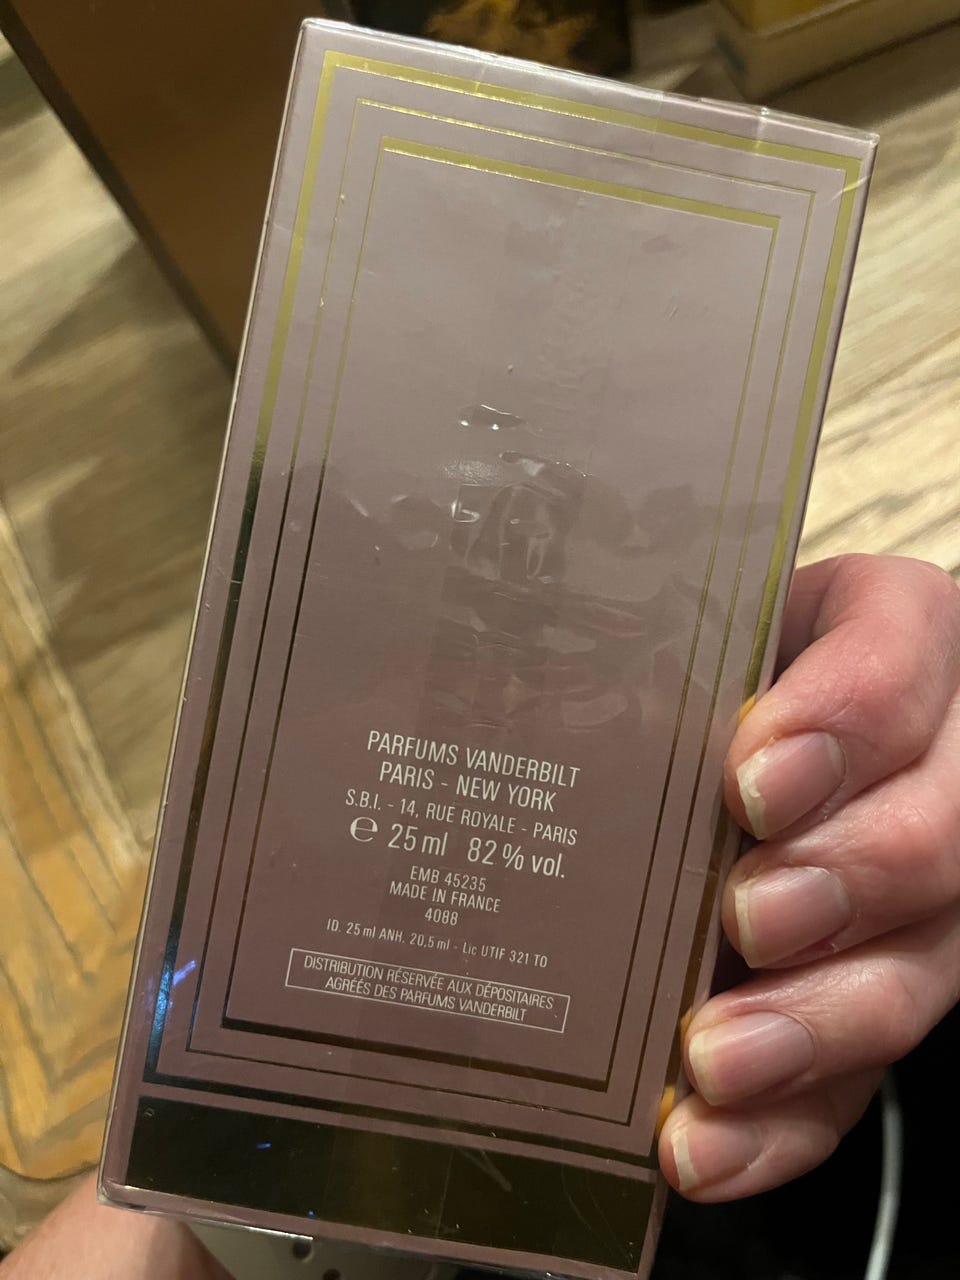 PARFUMS VANDERBILT
PARIS - NEW YORK
S.B.I. - 14, RUE ROYALE - PARIS
℮ 25 ml 82 % vol.
EMB 45235
MADE IN FRANCE
4088
ID. 25 ml ANH. 20,5 ml - Lic UTIF 321 TO
DISTRIBUTION RÉSERVÉE AUX DÉPOSITAIRES
AGRÉÉS DES PARFUMS VANDERBILT